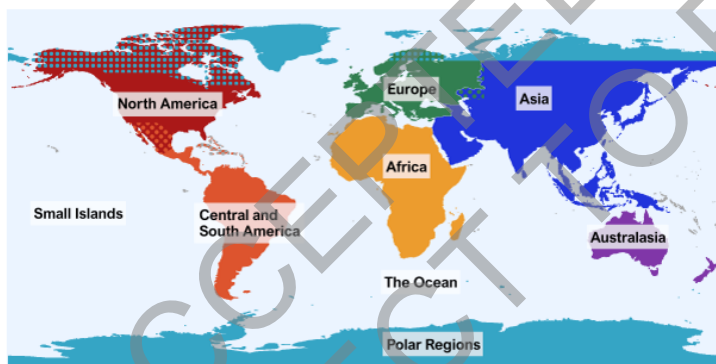 North America
Europe
Asia
Africa
Small Islands
Central and
South America
Australasia
The Ocean
Polar Regions